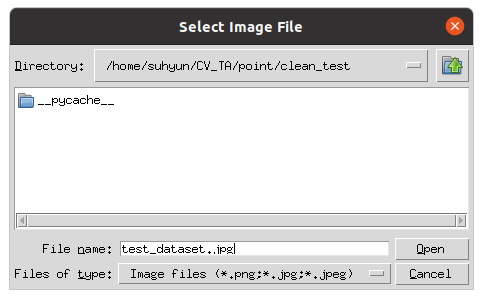 Select Image File
Directory: /home/suhyun/CV_TA/point/clean_test
__pycache__
File name: test_dataset..jpg
Open
Files of type: Image files (*.png;*.jpg;*.jpeg)
Cancel